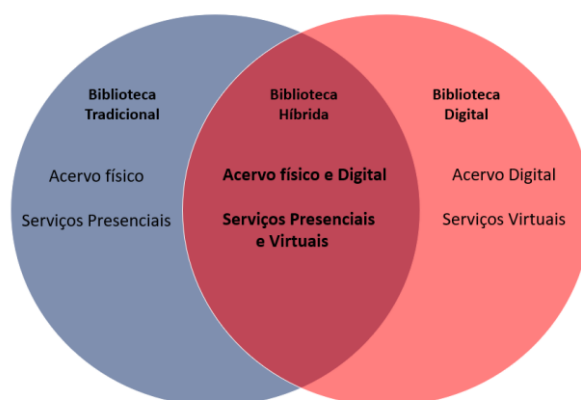 Biblioteca
Tradicional
Acervo físico
Serviços Presenciais
Biblioteca
Híbrida
Acervo físico e Digital
Serviços Presenciais
e Virtuais
Biblioteca
Digital
Acervo Digital
Serviços Virtuais